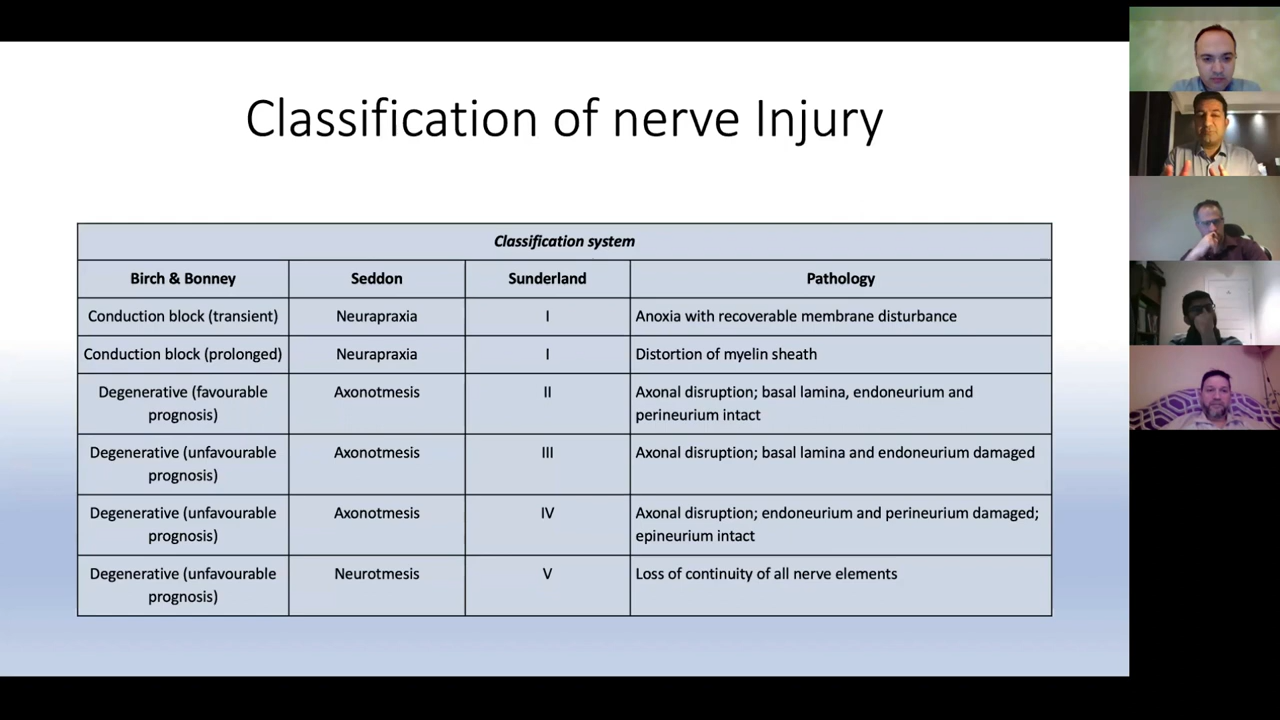 Classification of nerve Injury
Classification system
Birch & Bonney Seddon Sunderland Pathology
Conduction block (transient) Neurapraxia I Anoxia with recoverable membrane disturbance
Conduction block (prolonged) Neurapraxia I Distortion of myelin sheath
Degenerative (favourable Axonotmesis II Axonal disruption; basal lamina, endoneurium and
prognosis) perineurium intact
Degenerative (unfavourable Axonotmesis III Axonal disruption; basal lamina and endoneurium damaged
prognosis)
Degenerative (unfavourable Axonotmesis IV Axonal disruption; endoneurium and perineurium damaged;
prognosis) epineurium intact
Degenerative (unfavourable Neurotmesis V Loss of continuity of all nerve elements
prognosis)